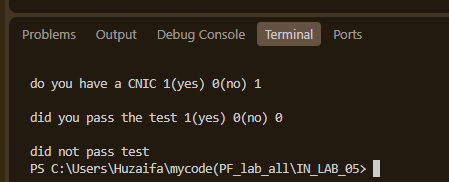 Problems Output Debug Console Terminal Ports
do you have a CNIC 1(yes) 0(no) 1
did you pass the test 1(yes) 0(no) 0
did not pass test
PS C:\Users\Huzaifa\mycode(PF_lab_all\IN_LAB_05>